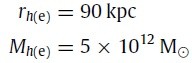 r_{h(e)} = 90 kpc
M_{h(e)} = 5 × 10^{12} M_⊙